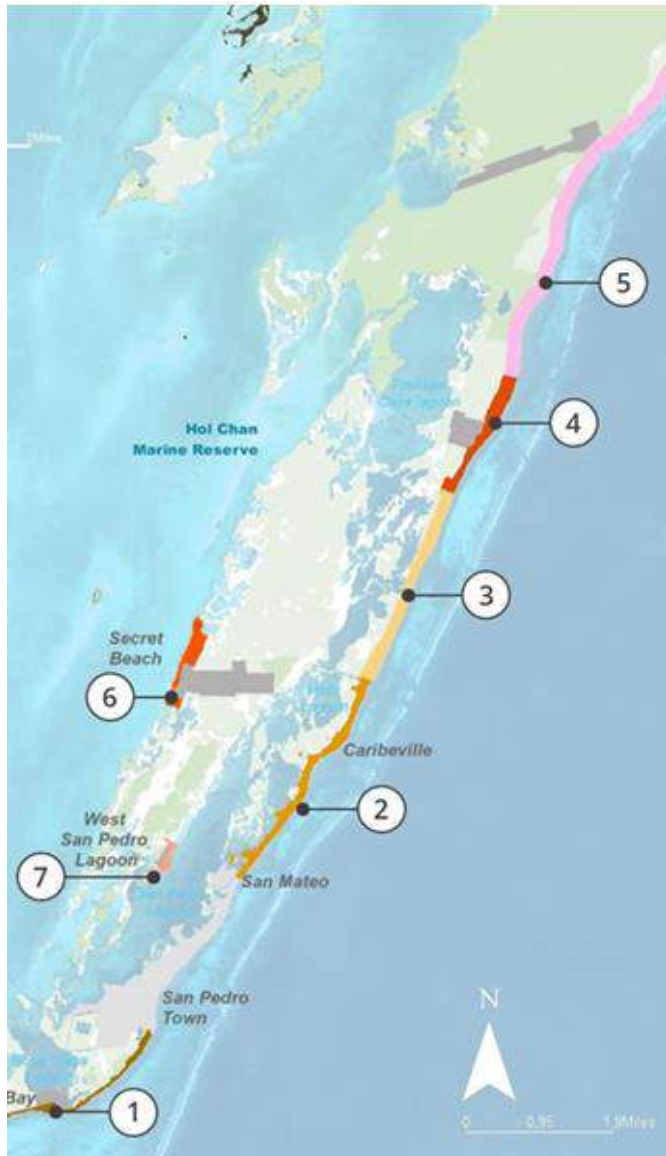 2Miles
5
4
Hol Chan
Marine Reserve
3
Secret
Beach
6
Caribeville
2
West
San Pedro
Lagoon
7
San Mateo
San Pedro
Town
N
Bay
1
0 0,95 1,9Miles